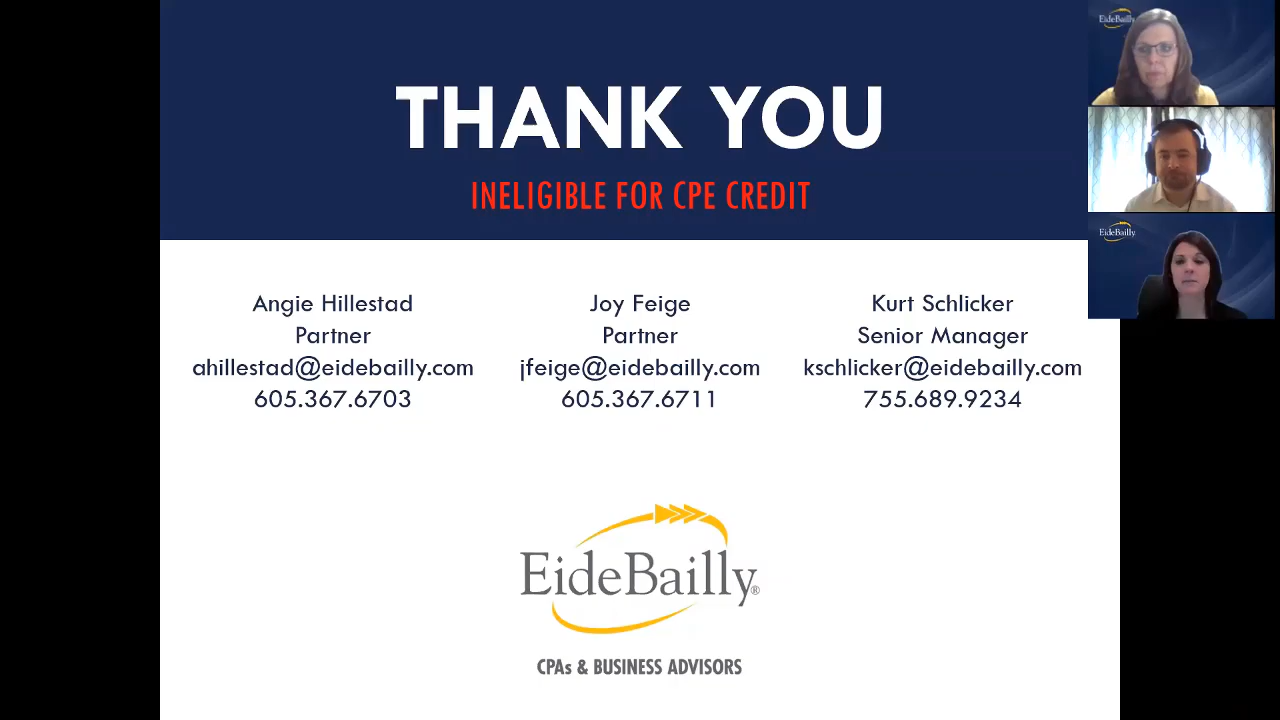 THANK YOU
INELIGIBLE FOR CPE CREDIT
Angie Hillestad
Partner
ahillestad@eidebailly.com
605.367.6703
Joy Feige
Partner
jfeige@eidebailly.com
605.367.6711
Kurt Schlicker
Senior Manager
kschlicker@eidebailly.com
755.689.9234
EideBailly®
CPAs & BUSINESS ADVISORS
EideBailly
EideBailly